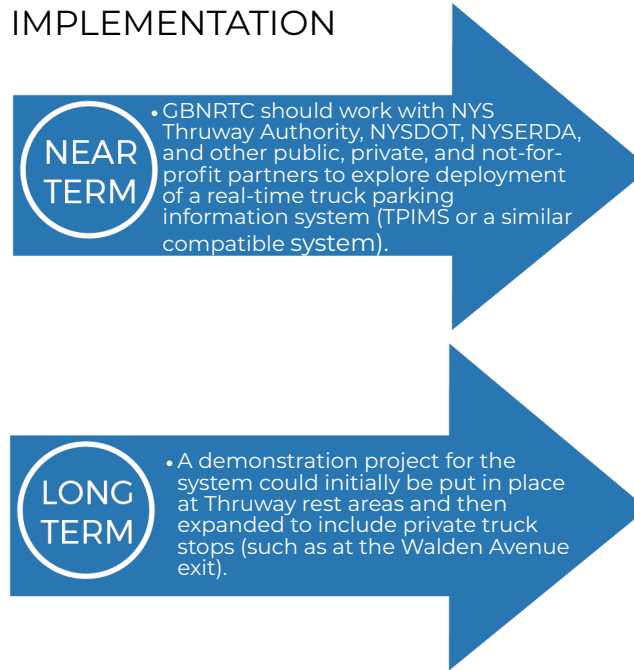 IMPLEMENTATION
NEAR
TERM
• GBNRTC should work with NYS
Thruway Authority, NYSDOT, NYSERDA,
and other public, private, and not-for-
profit partners to explore deployment
of a real-time truck parking
information system (TPIMS or a similar
compatible system).
LONG
TERM
• A demonstration project for the
system could initially be put in place
at Thruway rest areas and then
expanded to include private truck
stops (such as at the Walden Avenue
exit).